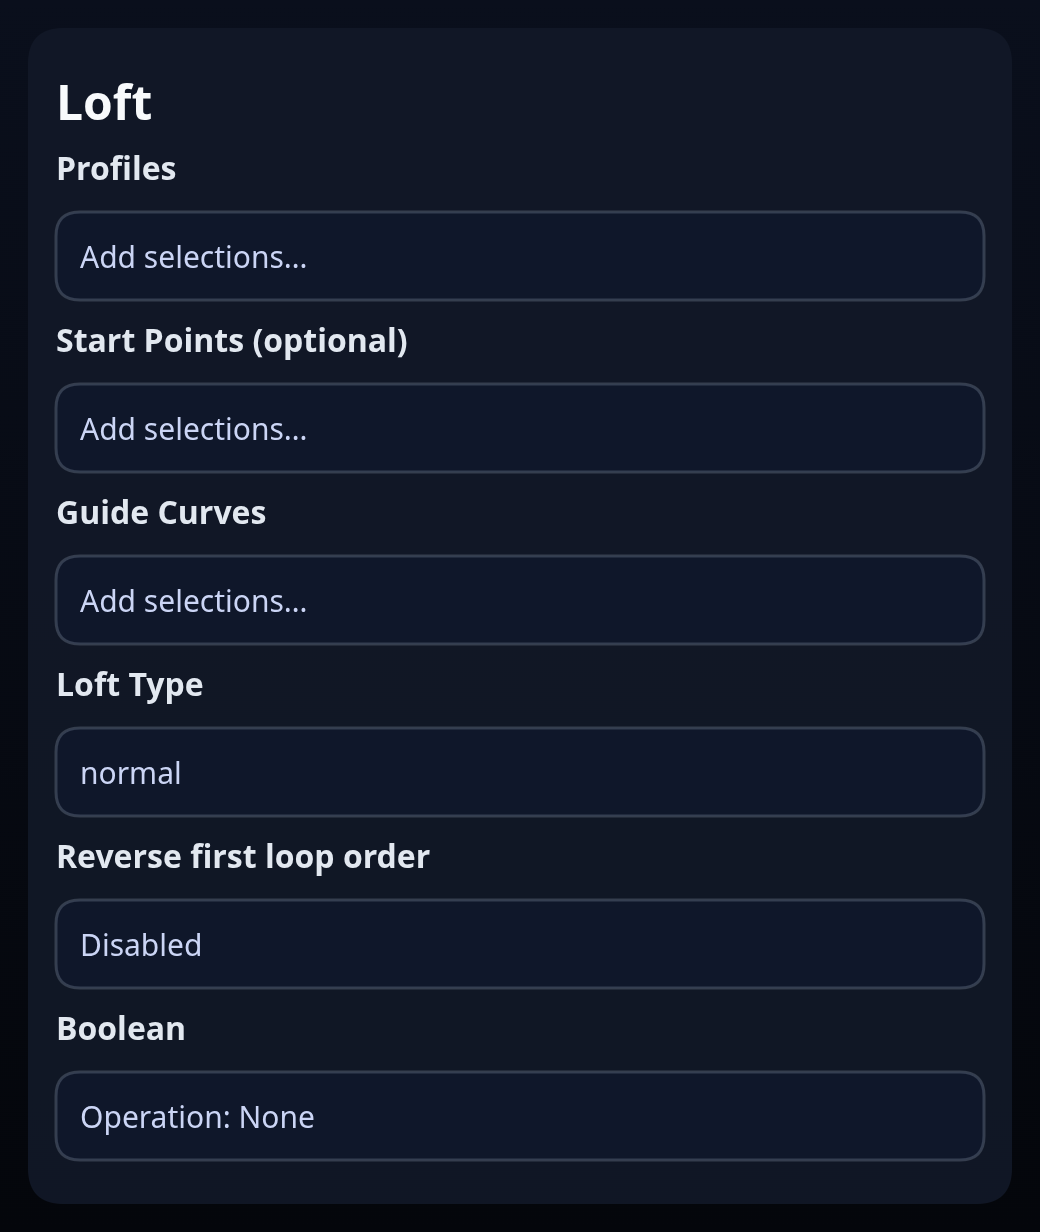 Loft
Profiles
Add selections...
Start Points (optional)
Add selections...
Guide Curves
Add selections...
Loft Type
normal
Reverse first loop order
Disabled
Boolean
Operation: None